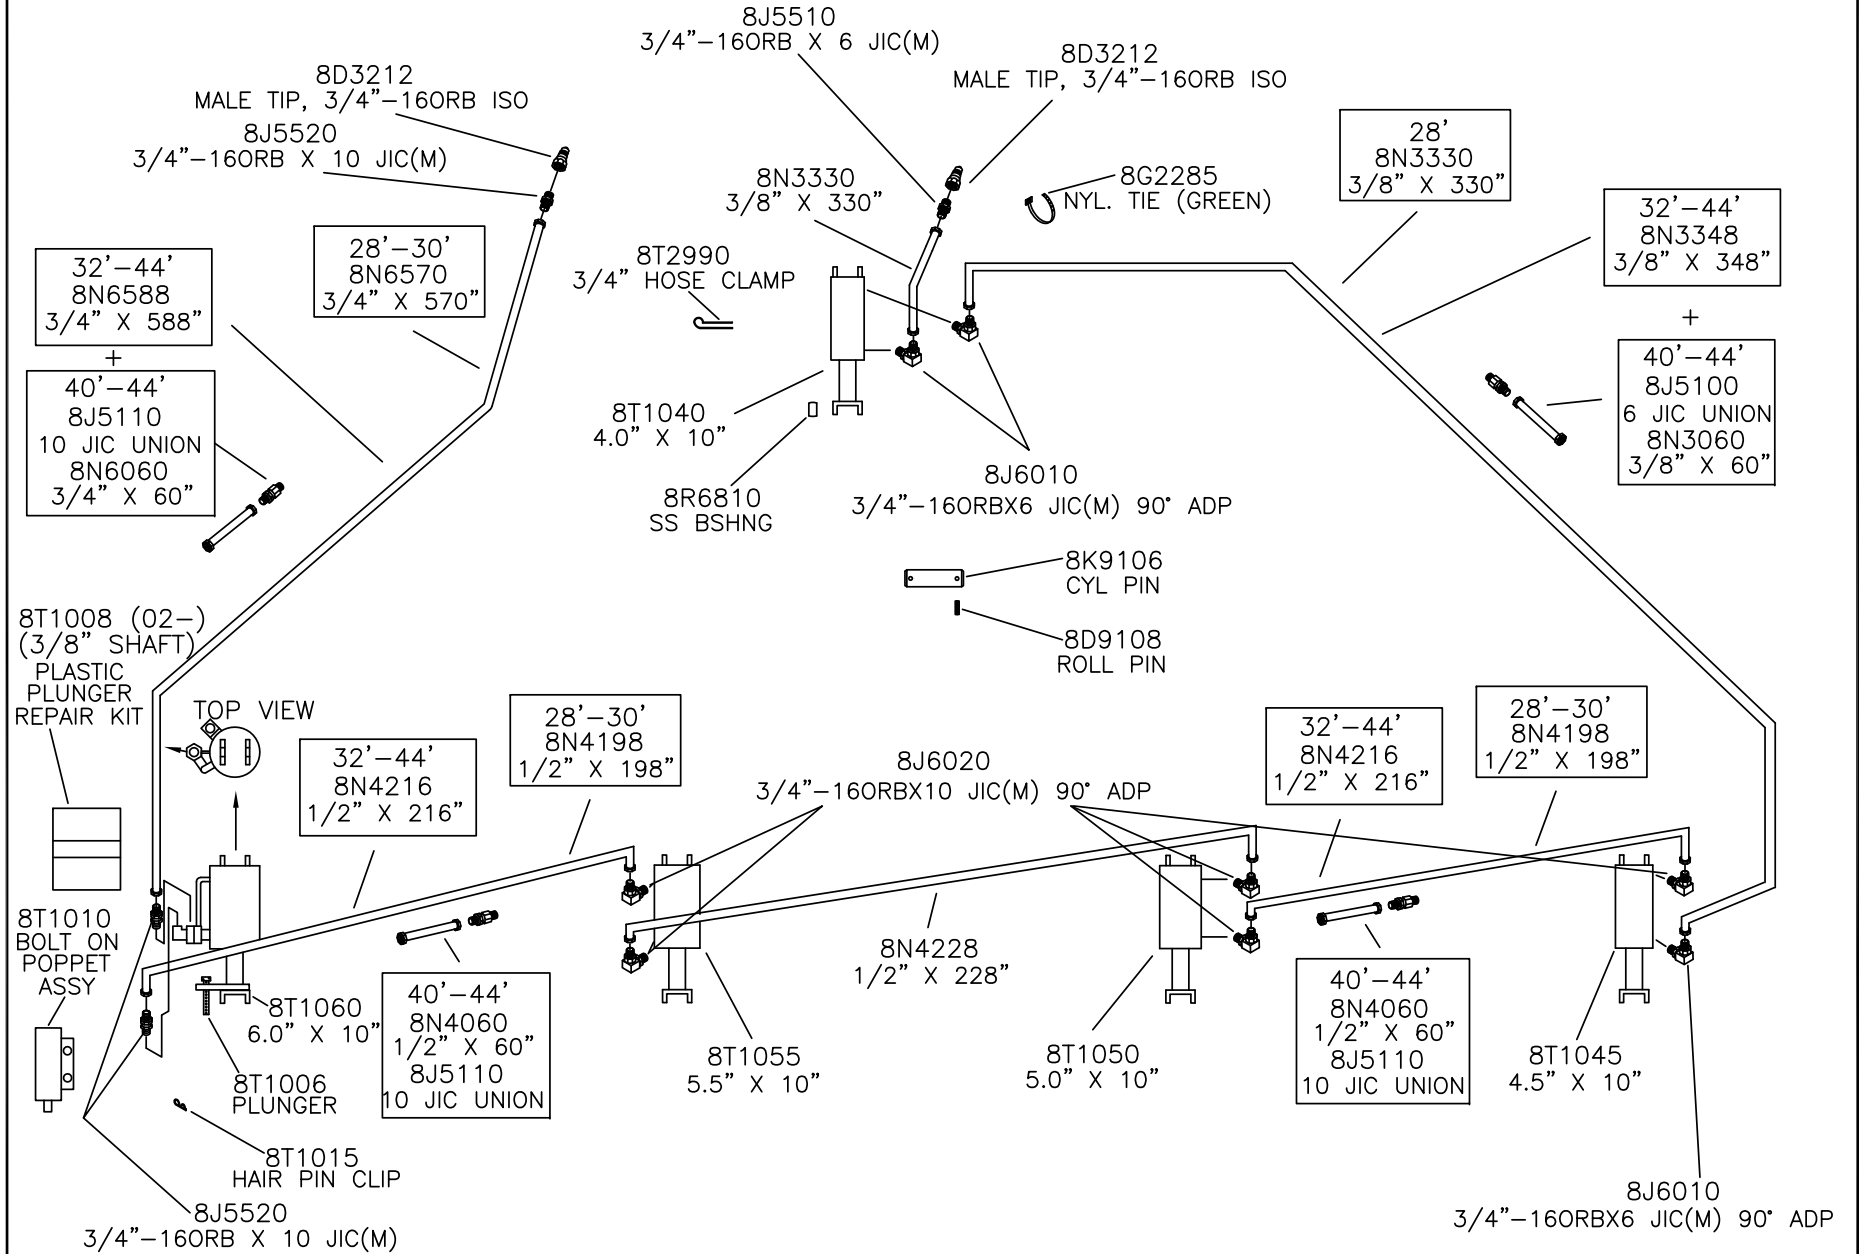 8J5510
3/4”-16ORB X 6 JIC(M)
8D3212
MALE TIP, 3/4”-16ORB ISO
8D3212
MALE TIP, 3/4”-16ORB ISO
8J5520
3/4”-16ORB X 10 JIC(M)
8N3330
3/8” X 330”
8G2285
NYL. TIE (GREEN)
28’
8N3330
3/8” X 330”
32’-44’
8N3348
3/8” X 348”
+
40’-44’
8J5100
6 JIC UNION
8N3060
3/8” X 60”
32’-44’
8N6588
3/4” X 588”
+
40’-44’
8J5110
10 JIC UNION
8N6060
3/4” X 60”
28’-30’
8N6570
3/4” X 570”
8T2990
3/4” HOSE CLAMP
8T1040
4.0” X 10”
8R6810
SS BSHNG
8J6010
3/4”-16ORBX6 JIC(M) 90° ADP
8K9106
CYL PIN
8D9108
ROLL PIN
8T1008 (02-)
(3/8” SHAFT)
PLASTIC
PLUNGER
REPAIR KIT
TOP VIEW
32’-44’
8N4216
1/2” X 216”
28’-30’
8N4198
1/2” X 198”
8J6020
3/4”-16ORBX10 JIC(M) 90° ADP
32’-44’
8N4216
1/2” X 216”
28’-30’
8N4198
1/2” X 198”
8T1010
BOLT ON
POPPET
ASSY
8T1060
6.0” X 10”
8T1006
PLUNGER
40’-44’
8N4060
1/2” X 60”
8J5110
10 JIC UNION
8T1055
5.5” X 10”
8N4228
1/2” X 228”
8T1050
5.0” X 10”
40’-44’
8N4060
1/2” X 60”
8J5110
10 JIC UNION
8T1045
4.5” X 10”
8T1015
HAIR PIN CLIP
8J5520
3/4”-16ORB X 10 JIC(M)
8J6010
3/4”-16ORBX6 JIC(M) 90° ADP